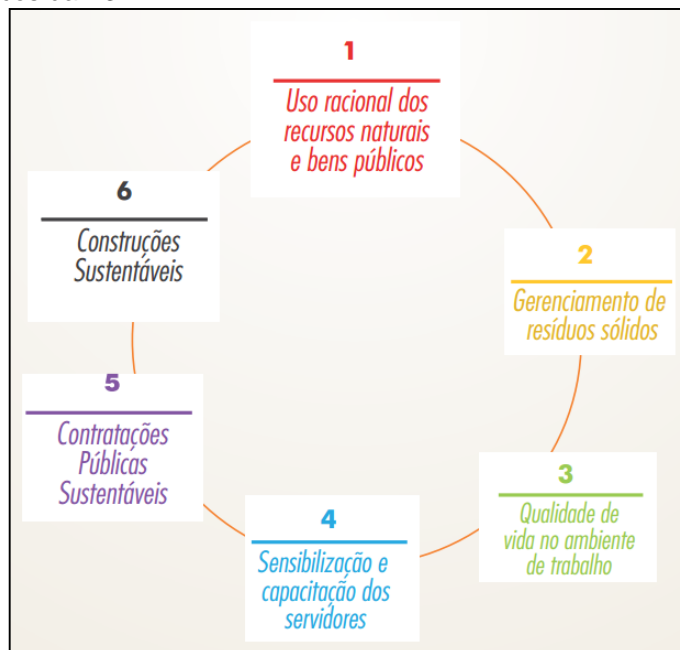 1
Uso racional dos
recursos naturais
e bens públicos
2
Gerenciamento de
resíduos sólidos
3
Qualidade de
vida no ambiente
de trabalho
4
Sensibilização e
capacitação dos
servidores
5
Contratações
Públicas
Sustentáveis
6
Construções
Sustentáveis